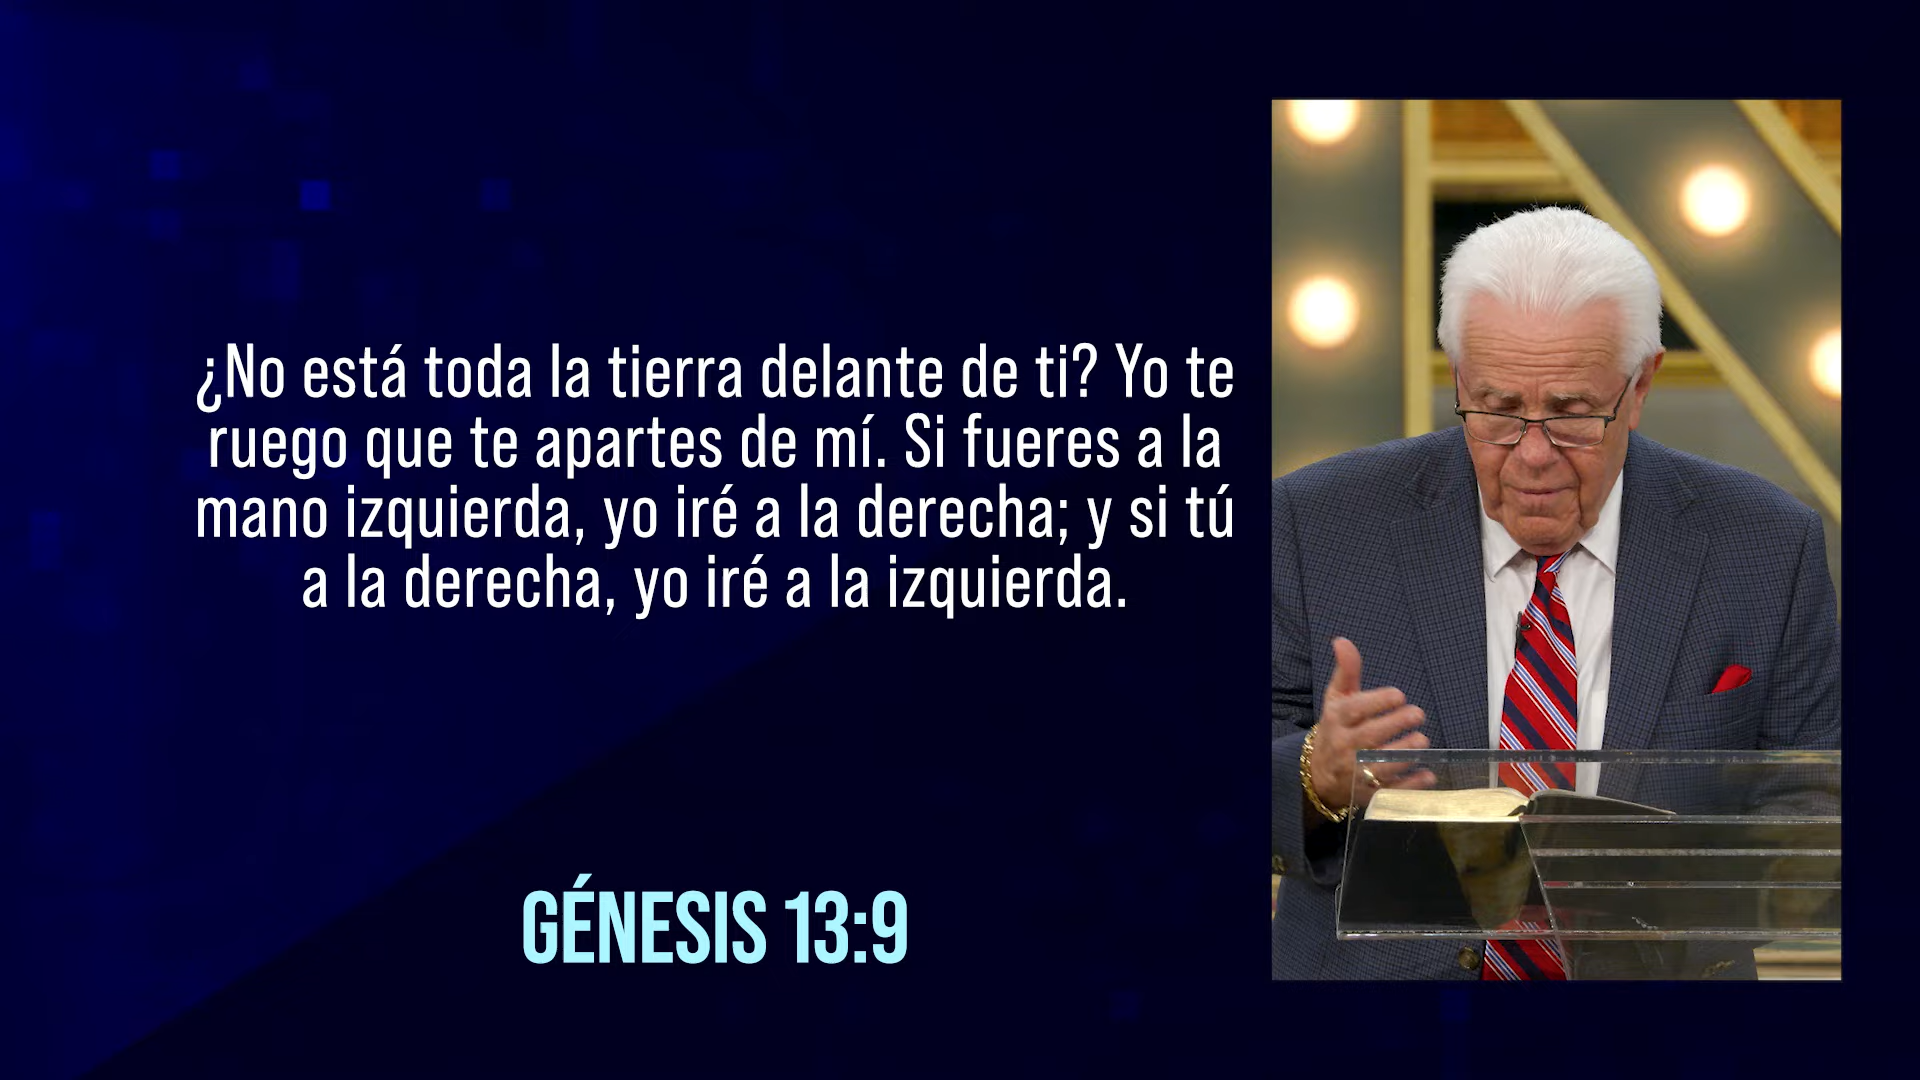 ¿No está toda la tierra delante de ti? Yo te
ruego que te apartes de mí. Si fueres a la
mano izquierda, yo iré a la derecha; y si tú
a la derecha, yo iré a la izquierda.
GÉNESIS 13:9